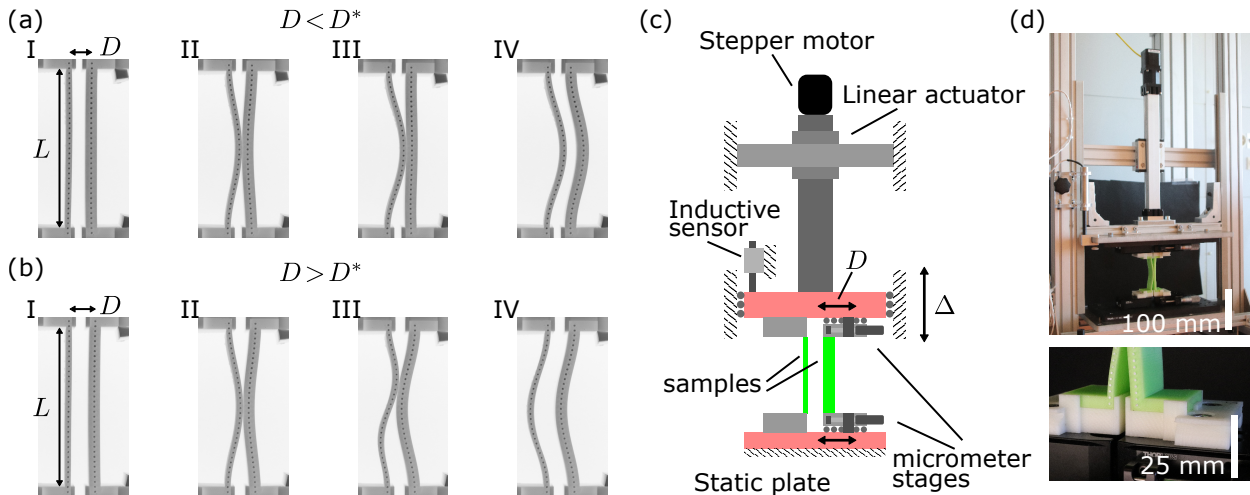 (a)
D < D*
I
D
II
III
IV
L
(b)
D > D*
I
D
II
III
IV
L
(c)
Stepper motor
Linear actuator
Inductive
sensor
D
Δ
samples
micrometer
stages
Static plate
(d)
100 mm
25 mm